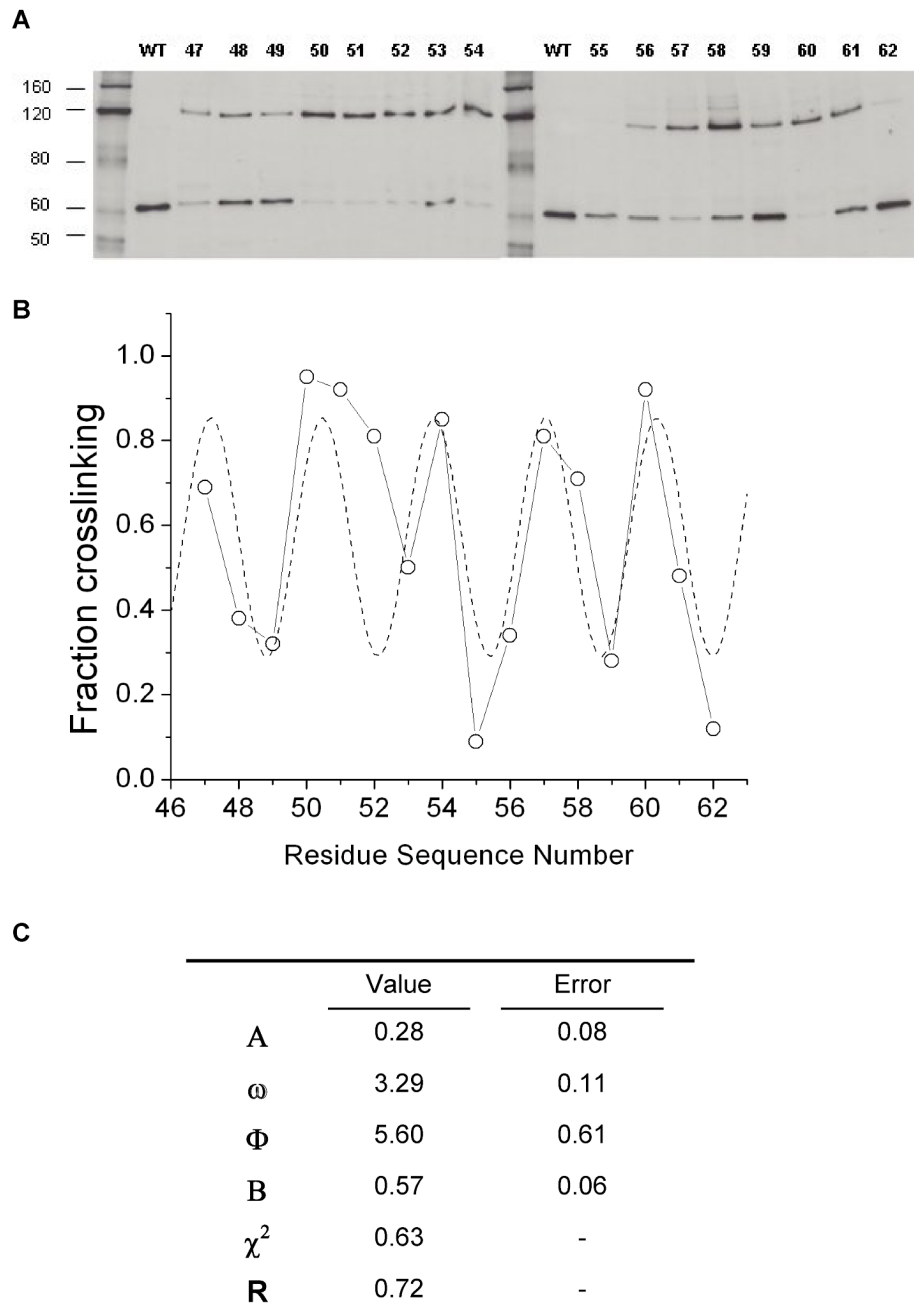 A
WT 47 48 49 50 51 52 53 54 WT 55 56 57 58 59 60 61 62
160
120
80
60
50
B
Fraction crosslinking
1.0
0.8
0.6
0.4
0.2
0.0
46 48 50 52 54 56 58 60 62
Residue Sequence Number
C
Value Error
A 0.28 0.08
ω 3.29 0.11
Φ 5.60 0.61
B 0.57 0.06
χ² 0.63 -
R 0.72 -